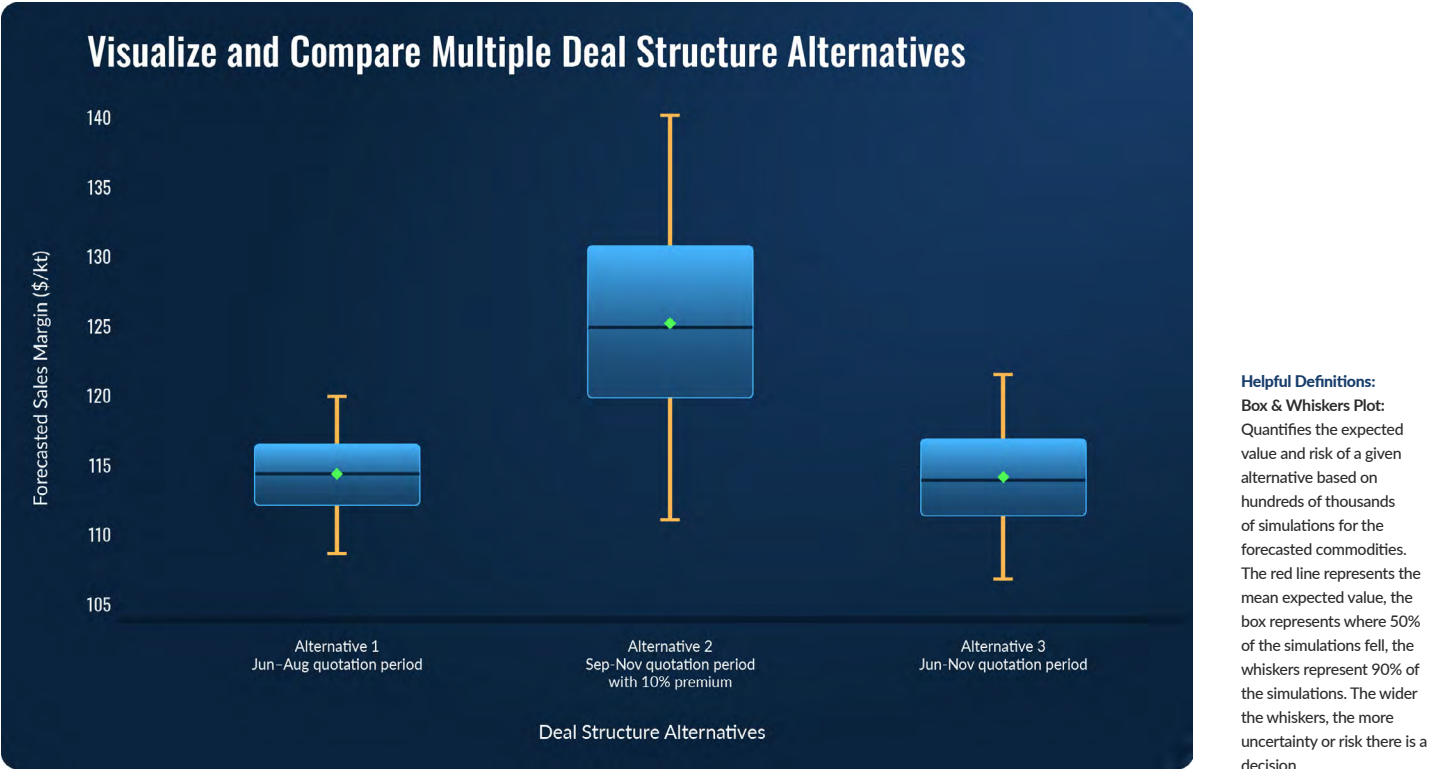 Visualize and Compare Multiple Deal Structure Alternatives
140
135
130
125
120
115
110
105
Forecasted Sales Margin ($/kt)
Alternative 1
Jun–Aug quotation period
Alternative 2
Sep-Nov quotation period
with 10% premium
Alternative 3
Jun-Nov quotation period
Deal Structure Alternatives
Helpful Definitions:
Box & Whiskers Plot:
Quantifies the expected
value and risk of a given
alternative based on
hundreds of thousands
of simulations for the
forecasted commodities.
The red line represents the
mean expected value, the
box represents where 50%
of the simulations fell, the
whiskers represent 90% of
the simulations. The wider
the whiskers, the more
uncertainty or risk there is a
decision